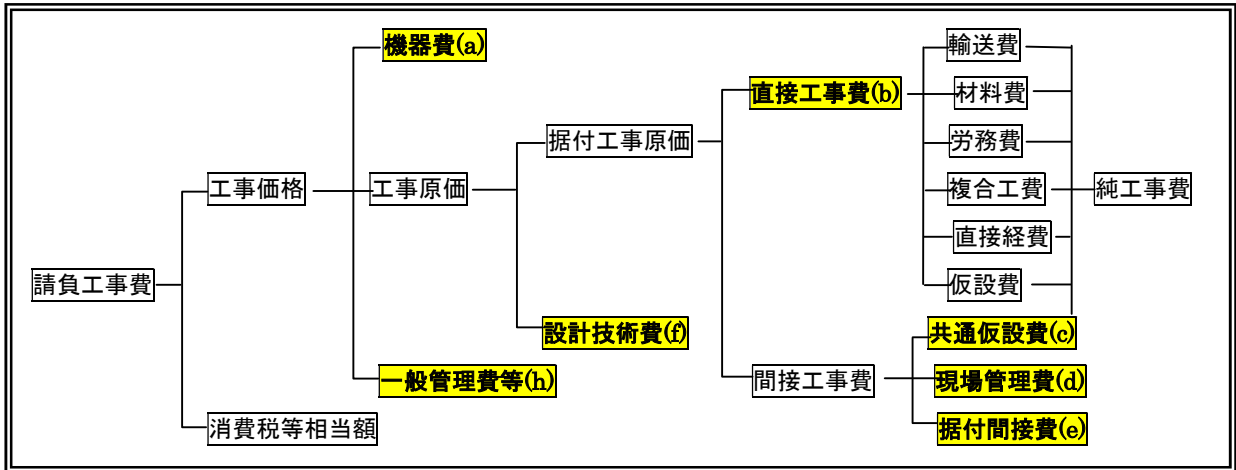 機器費(a)
輸送費
直接工事費(b)
材料費
据付工事原価
労務費
工事価格
工事原価
複合工費
純工事費
直接経費
請負工事費
仮設費
設計技術費(f)
共通仮設費(c)
一般管理費等(h)
間接工事費
現場管理費(d)
消費税等相当額
据付間接費(e)